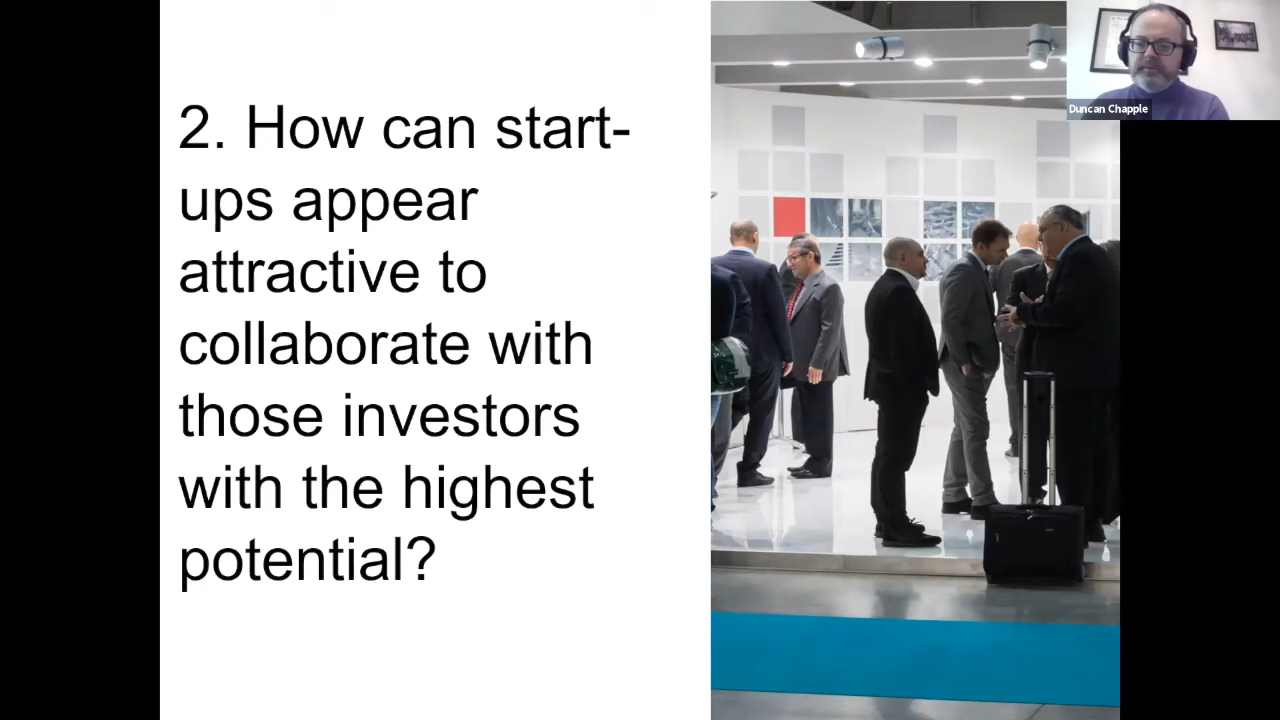 2. How can start-
ups appear
attractive to
collaborate with
those investors
with the highest
potential?
Duncan Chapple